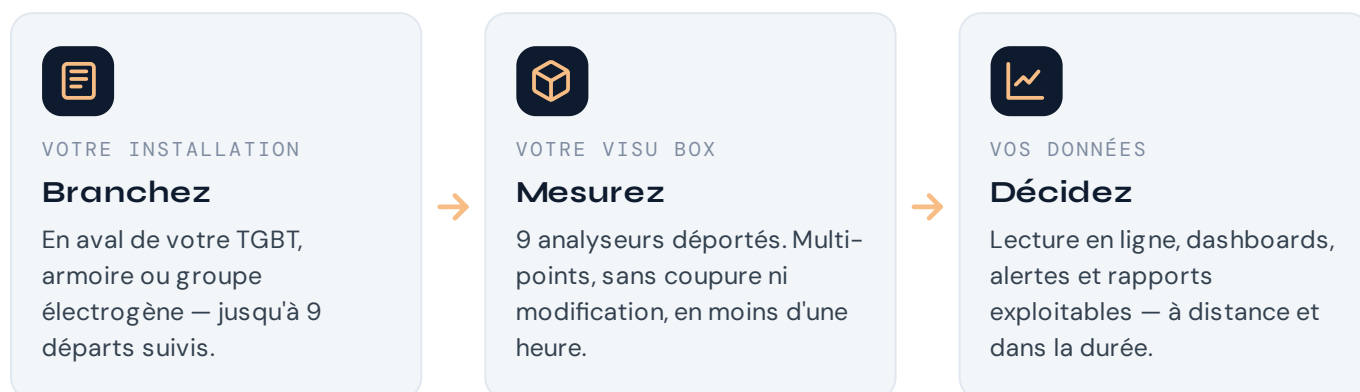 VOTRE INSTALLATION
Branchez
En aval de votre TGBT,
armoire ou groupe
électrogène — jusqu'à 9
départs suivis.
VOTRE VISU BOX
Mesurez
9 analyseurs déportés. Multi-
points, sans coupure ni
modification, en moins d'une
heure.
VOS DONNÉES
Décidez
Lecture en ligne, dashboards,
alertes et rapports
exploitables — à distance et
dans la durée.